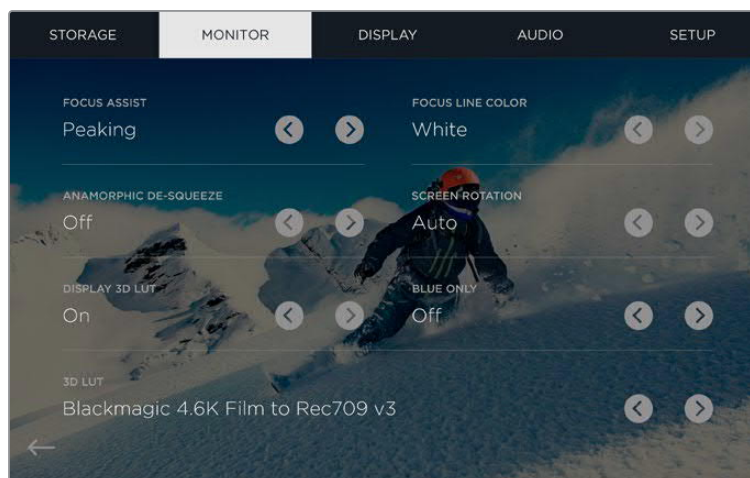 STORAGE MONITOR DISPLAY AUDIO SETUP
FOCUS ASSIST
Peaking
FOCUS LINE COLOR
White
ANAMORPHIC DE-SQUEEZE
Off
SCREEN ROTATION
Auto
DISPLAY 3D LUT
On
BLUE ONLY
Off
3D LUT
Blackmagic 4.6K Film to Rec709 v3